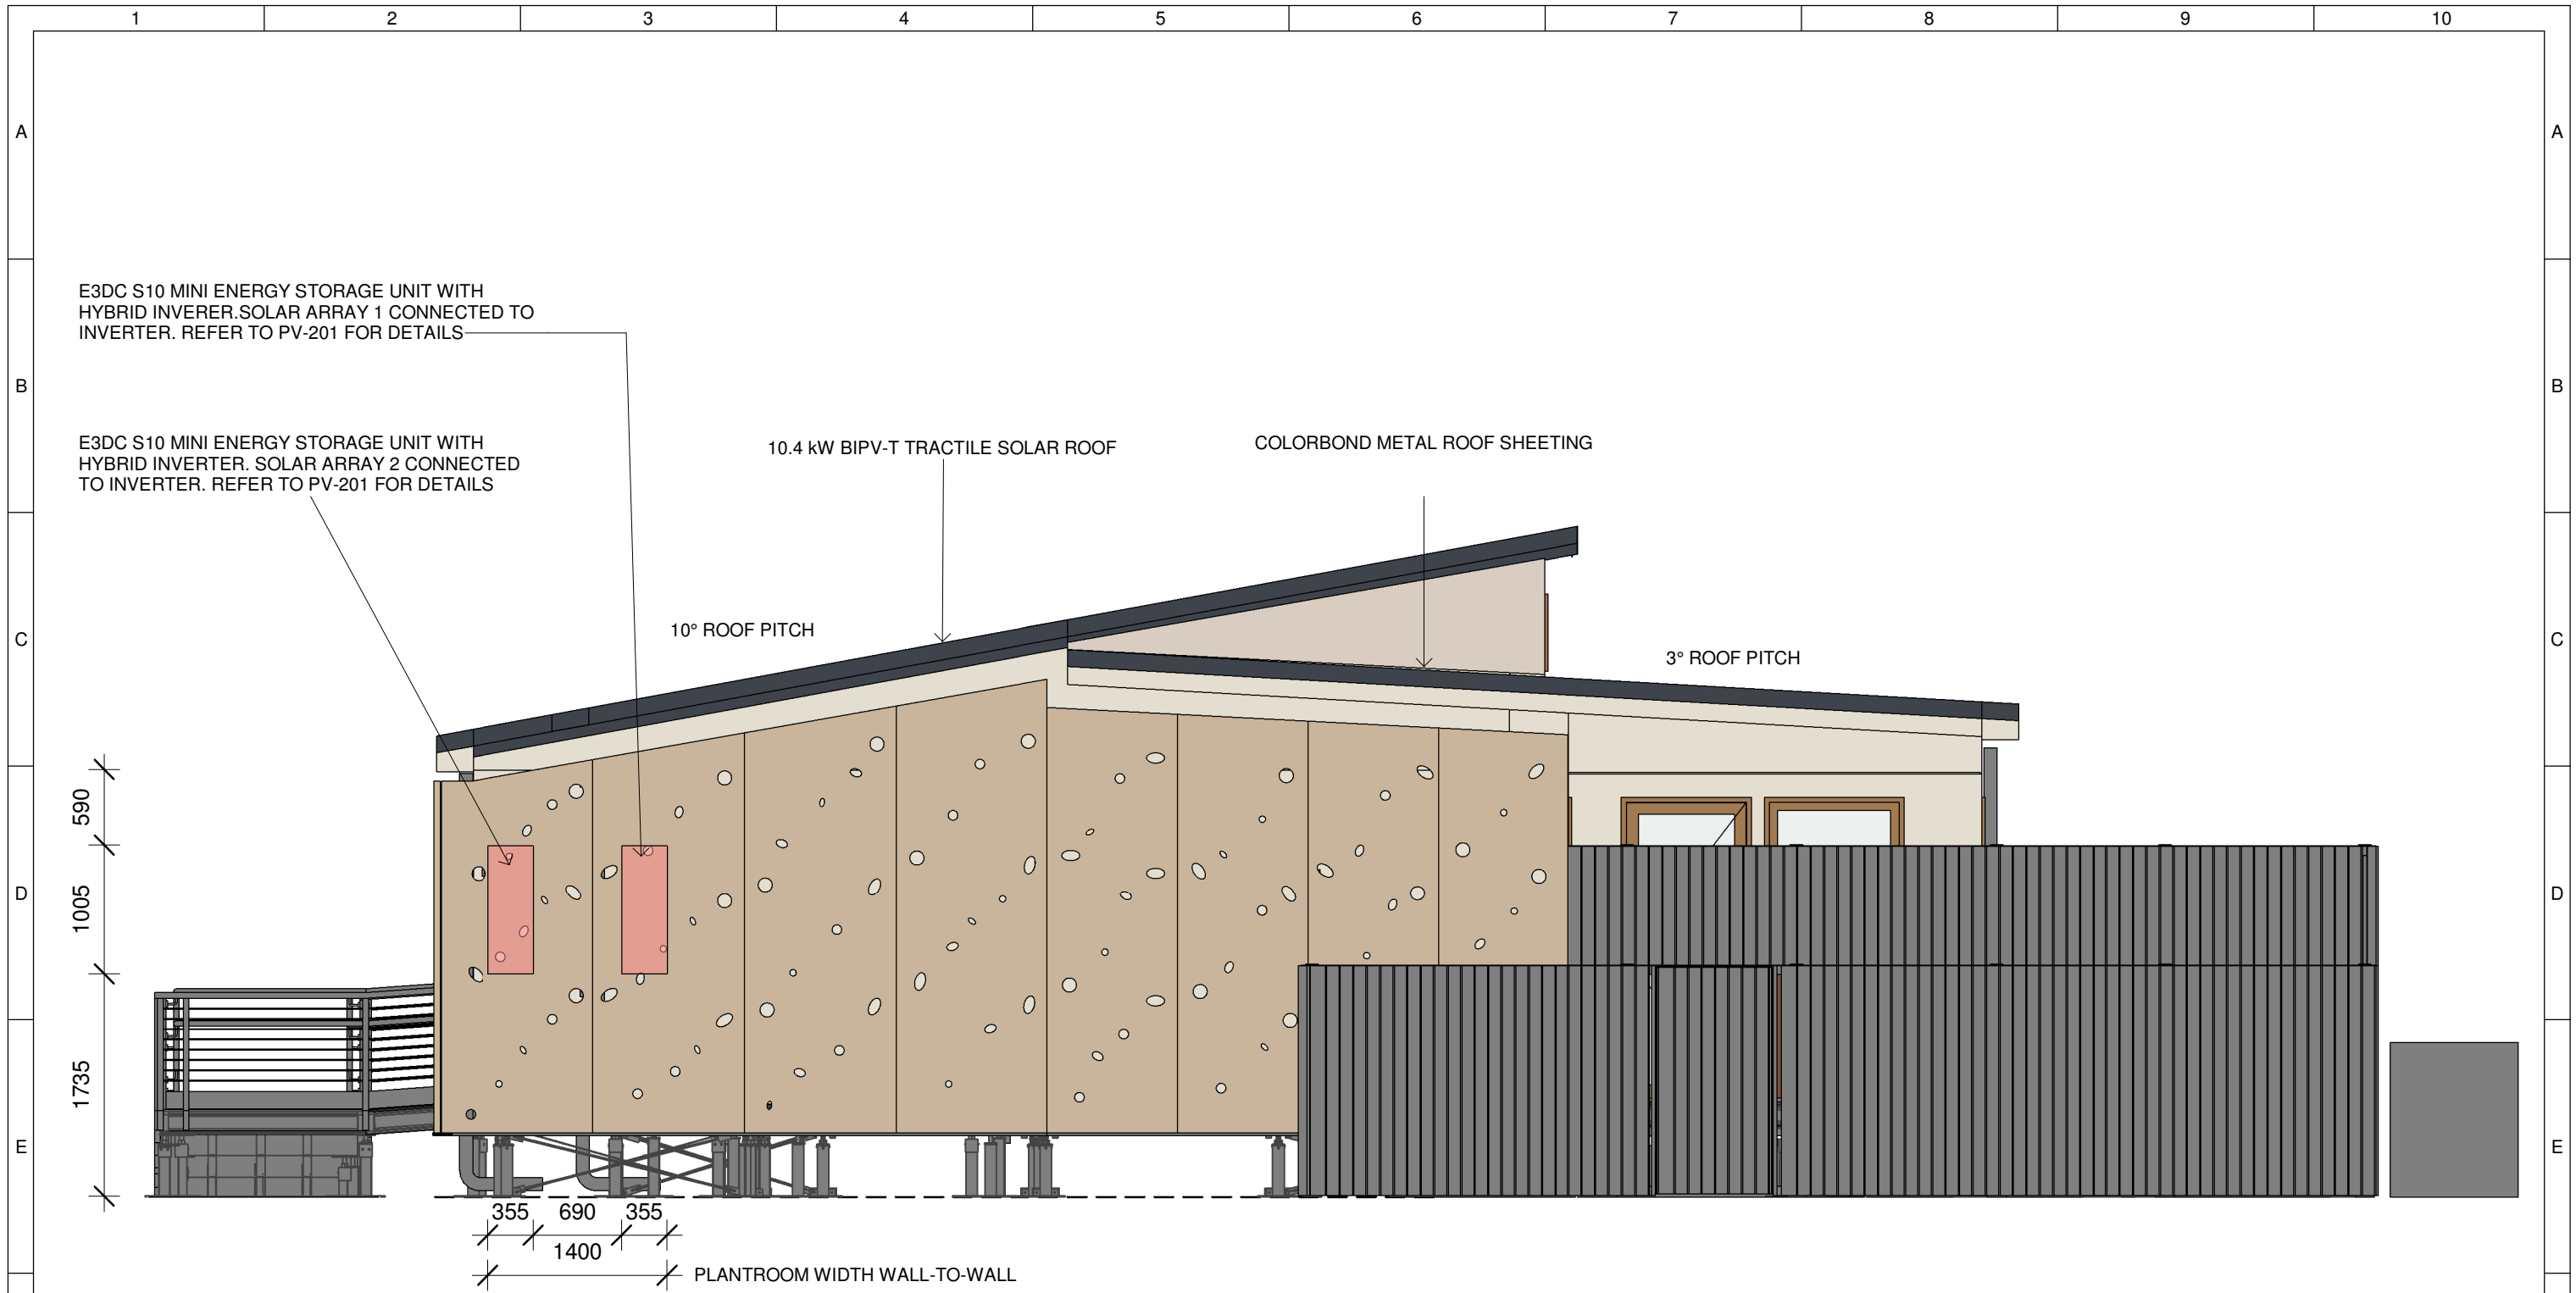 1 2 3 4 5 6 7 8 9 10
A A
E3DC S10 MINI ENERGY STORAGE UNIT WITH
HYBRID INVERER.SOLAR ARRAY 1 CONNECTED TO
INVERTER. REFER TO PV-201 FOR DETAILS
B B
E3DC S10 MINI ENERGY STORAGE UNIT WITH
HYBRID INVERTER. SOLAR ARRAY 2 CONNECTED
TO INVERTER. REFER TO PV-201 FOR DETAILS
10.4 kW BIPV-T TRACTILE SOLAR ROOF
COLORBOND METAL ROOF SHEETING
10° ROOF PITCH
C C
3° ROOF PITCH
590
1005
D D
1735
E E
355 690 355
1400
PLANTROOM WIDTH WALL-TO-WALL